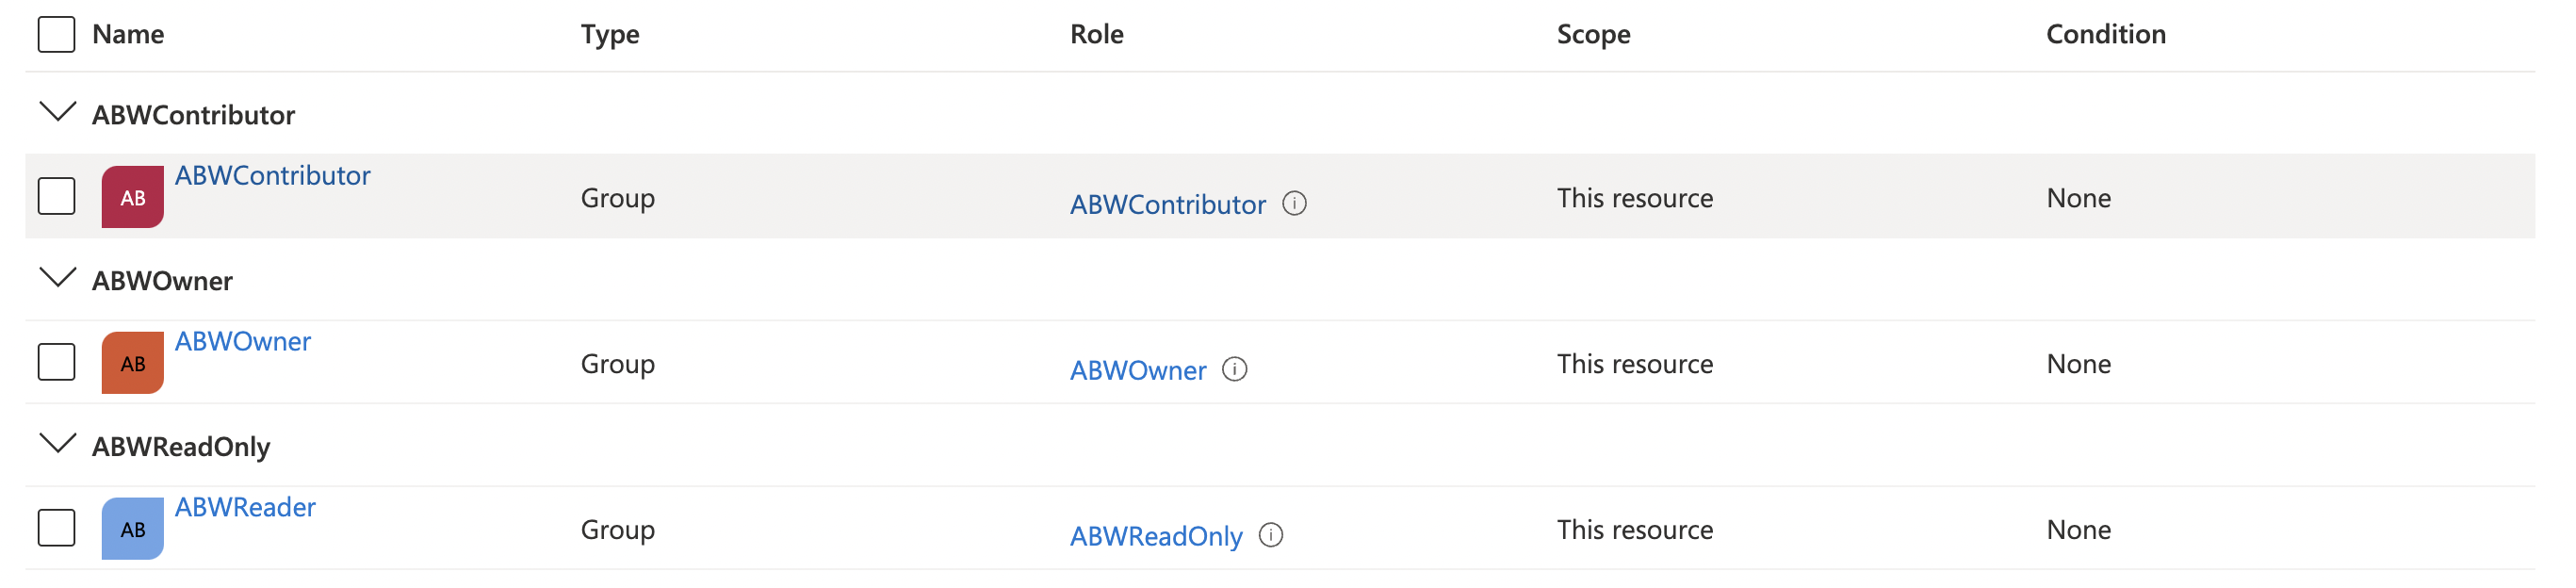 Name Type Role Scope Condition
ABWContributor
AB ABWContributor Group ABWContributor This resource None
ABWOwner
AB ABWOwner Group ABWOwner This resource None
ABWReadOnly
AB ABWReader Group ABWReadOnly This resource None